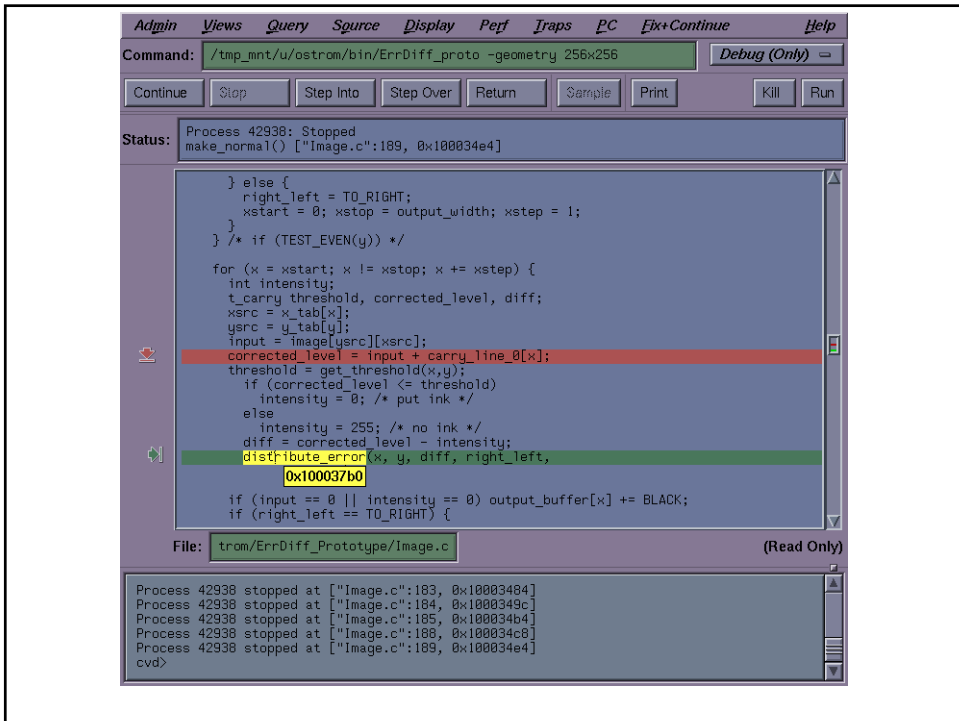 Admin Views Query Source Display Perf Traps PC Fix+Continue Help
Command: /tmp_mnt/u/ostrom/bin/ErrDiff_proto -geometry 256x256 Debug (Only)
Continue Stop Step Into Step Over Return Sample Print Kill Run
Status: Process 42938: Stopped
make_normal() ["Image.c":189, 0x100034e4]
} else {
right_left = TO_RIGHT;
xstart = 0; xstop = output_width; xstep = 1;
}
} /* if (TEST_EVEN(y)) */
for (x = xstart; x != xstop; x += xstep) {
int intensity;
t_carry threshold, corrected_level, diff;
xsrc = x_tab[x];
ysrc = y_tab[y];
input = image[ysrc][xsrc];
corrected_level = input + carry_line_0[x];
threshold = get_threshold(x,y);
if (corrected_level <= threshold)
intensity = 0; /* put ink */
else
intensity = 255; /* no ink */
diff = corrected_level - intensity;
distribute_error(x, y, diff, right_left,
0x100037b0
if (input == 0 || intensity == 0) output_buffer[x] += BLACK;
if (right_left == TO_RIGHT) {
File: trom/ErrDiff_Prototype/Image.c (Read Only)
Process 42938 stopped at ["Image.c":183, 0x10003484]
Process 42938 stopped at ["Image.c":184, 0x1000349c]
Process 42938 stopped at ["Image.c":185, 0x100034b4]
Process 42938 stopped at ["Image.c":188, 0x100034c8]
Process 42938 stopped at ["Image.c":189, 0x100034e4]
cvd>